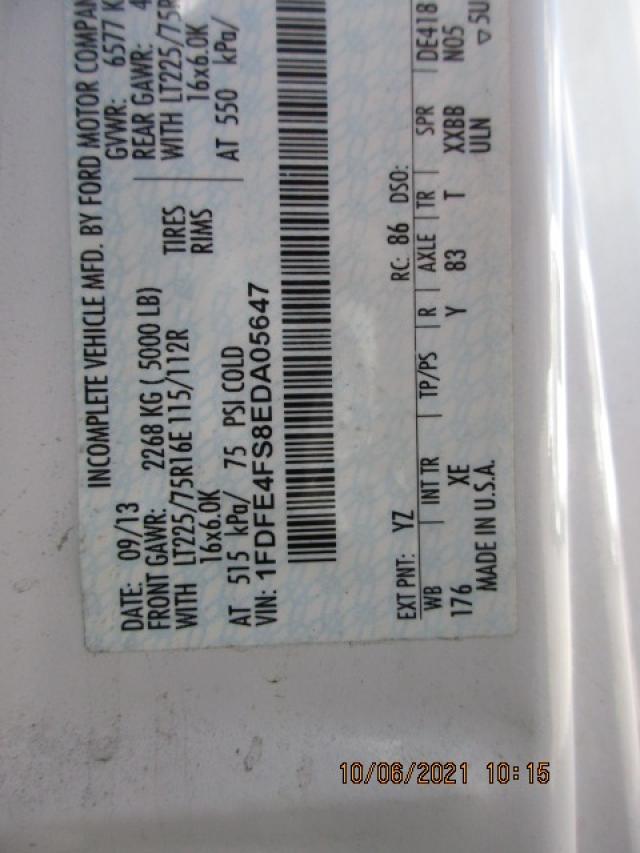 INCOMPLETE VEHICLE MFD. BY FORD MOTOR
DATE: 09/13 GVWR: 6577 K
FRONT GAWR: 2268 KG ( 5000 LB) REAR GAWR: 4
WITH LT225/75R16E 115/112R TIRES WITH LT225/75R
16x6.0K RIMS 16x6.0K
AT 515 kPa/ 75 PSI COLD AT 550 kPa/
VIN: 1FDFE4FS8EDA05647
EXT PNT: YZ RC: 86 DSO:
WB INT TR TP/PS R AXLE TR SPR DE418
176 XE Y 83 T XXBB N05
MADE IN U.S.A. ULN ▽5U
10/06/2021 10:15